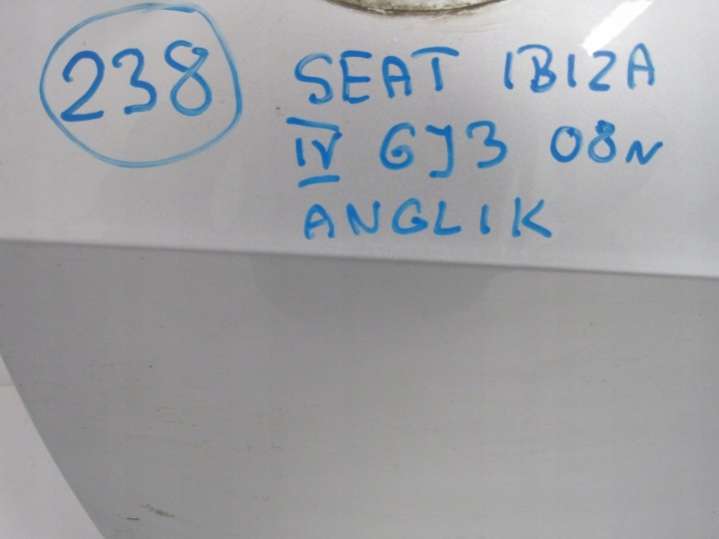 238
SEAT IBIZA
IV 6J3 08N
ANGLIK